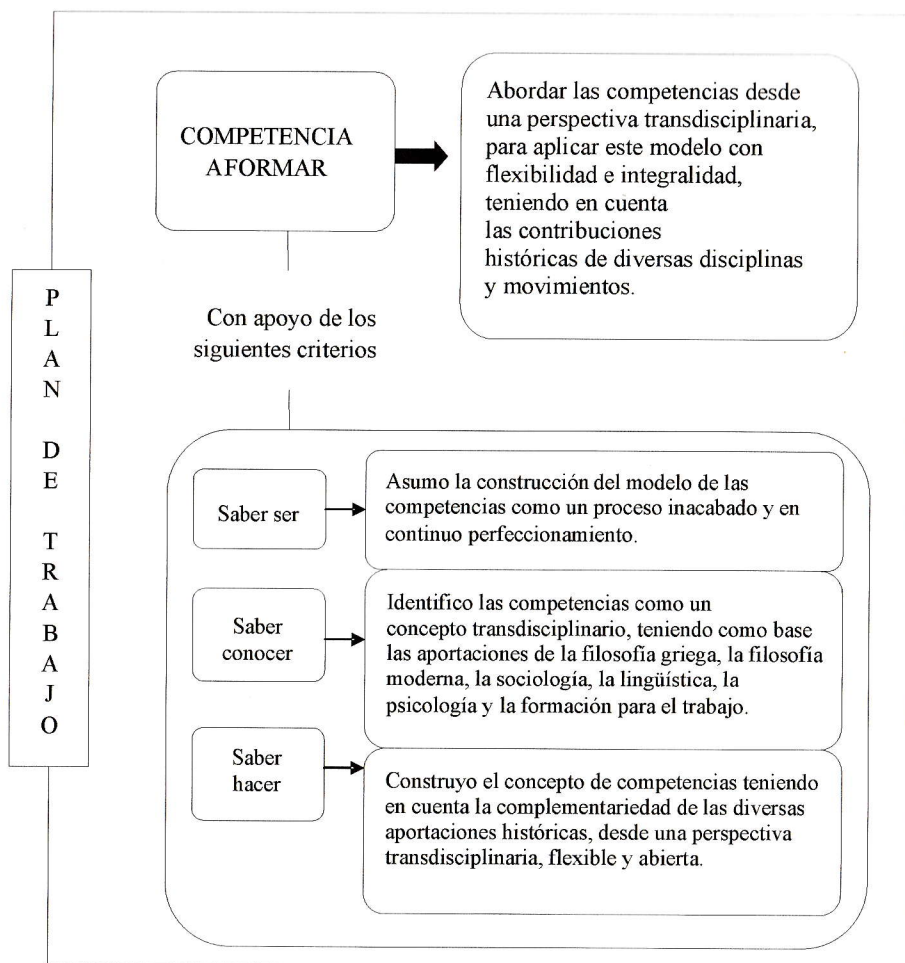 COMPETENCIA
AFORMAR
Abordar las competencias desde
una perspectiva transdisciplinaria,
para aplicar este modelo con
flexibilidad e integralidad,
teniendo en cuenta
las contribuciones
históricas de diversas disciplinas
y movimientos.
PLAN DE TRABAJO
Con apoyo de los
siguientes criterios
Saber ser
Asumo la construcción del modelo de las
competencias como un proceso inacabado y en
continuo perfeccionamiento.
Saber
conocer
Identifico las competencias como un
concepto transdisciplinario, teniendo como base
las aportaciones de la filosofía griega, la filosofía
moderna, la sociología, la lingüística, la
psicología y la formación para el trabajo.
Saber
hacer
Construyo el concepto de competencias teniendo
en cuenta la complementariedad de las diversas
aportaciones históricas, desde una perspectiva
transdisciplinaria, flexible y abierta.